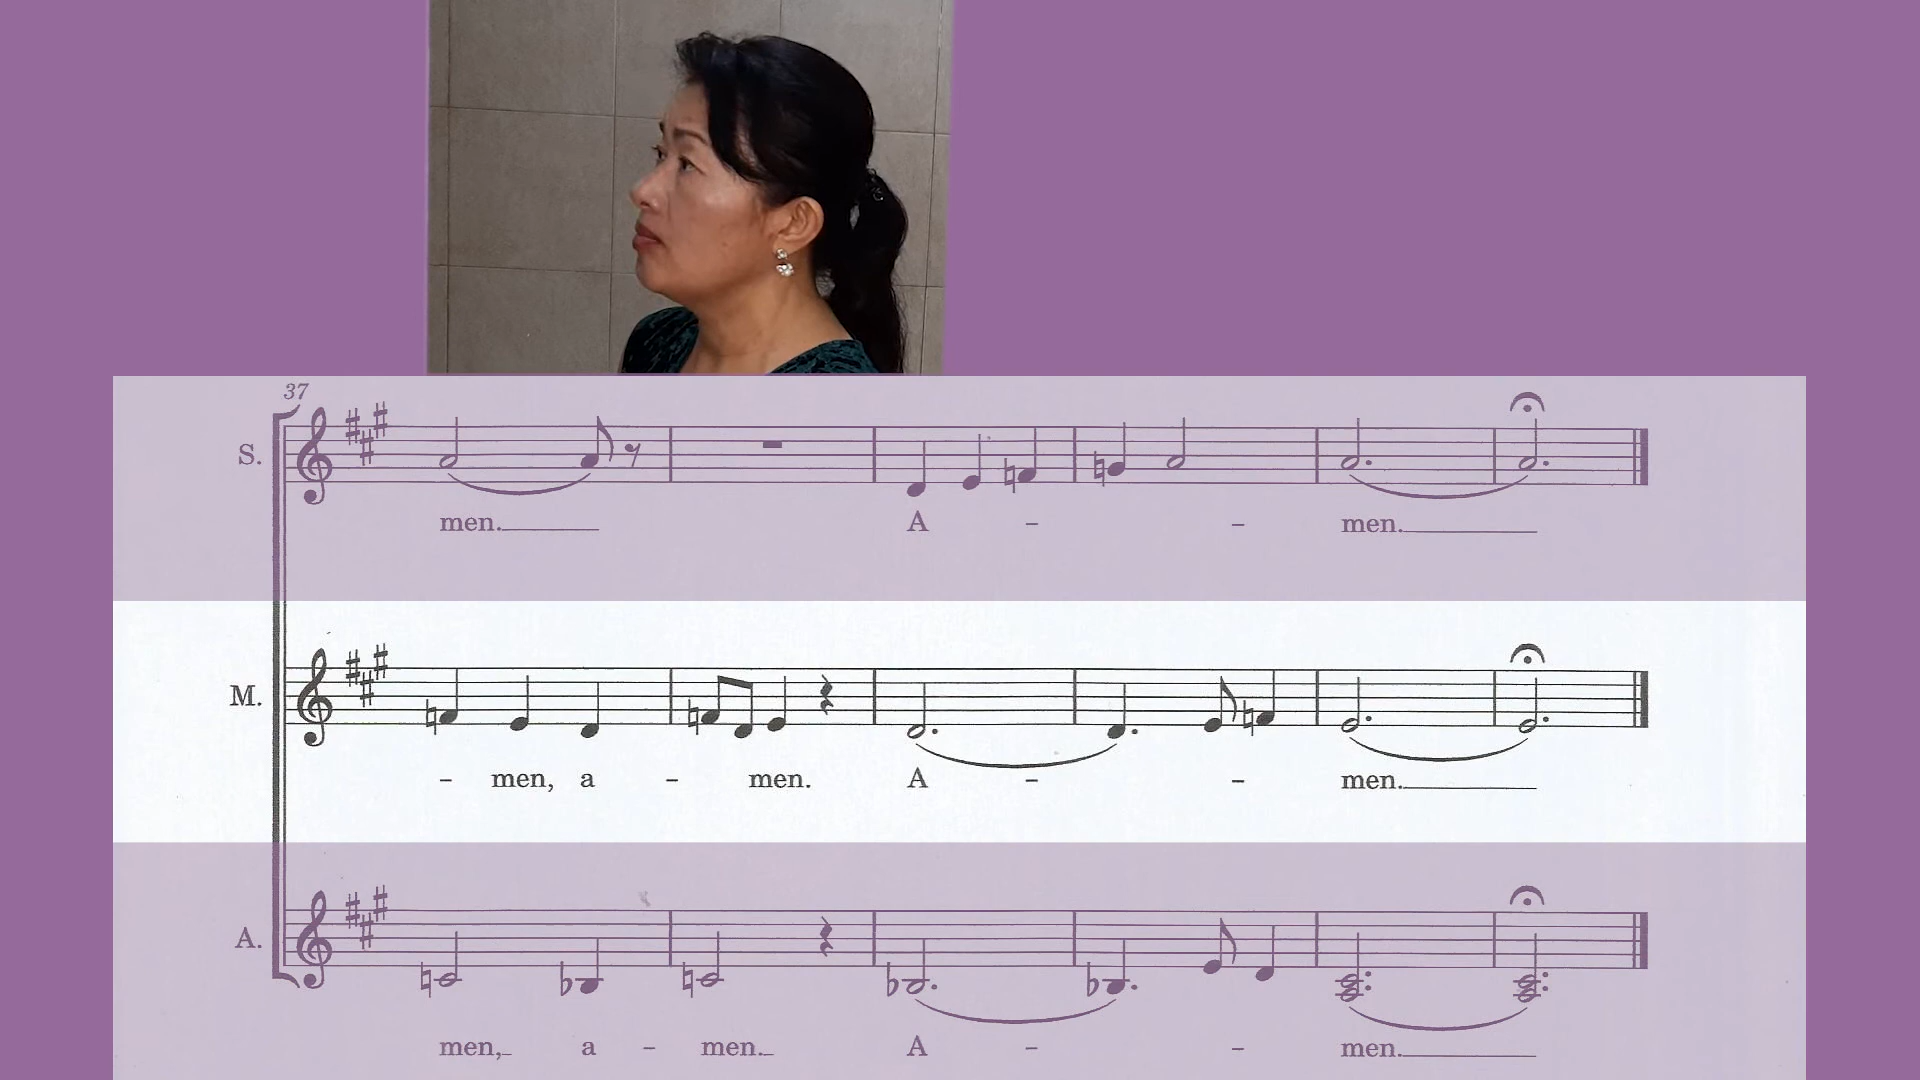 37
S.
men.
A - - men.
M.
- men, a - men. A - - men.
A.
men, a - men. A - - men.